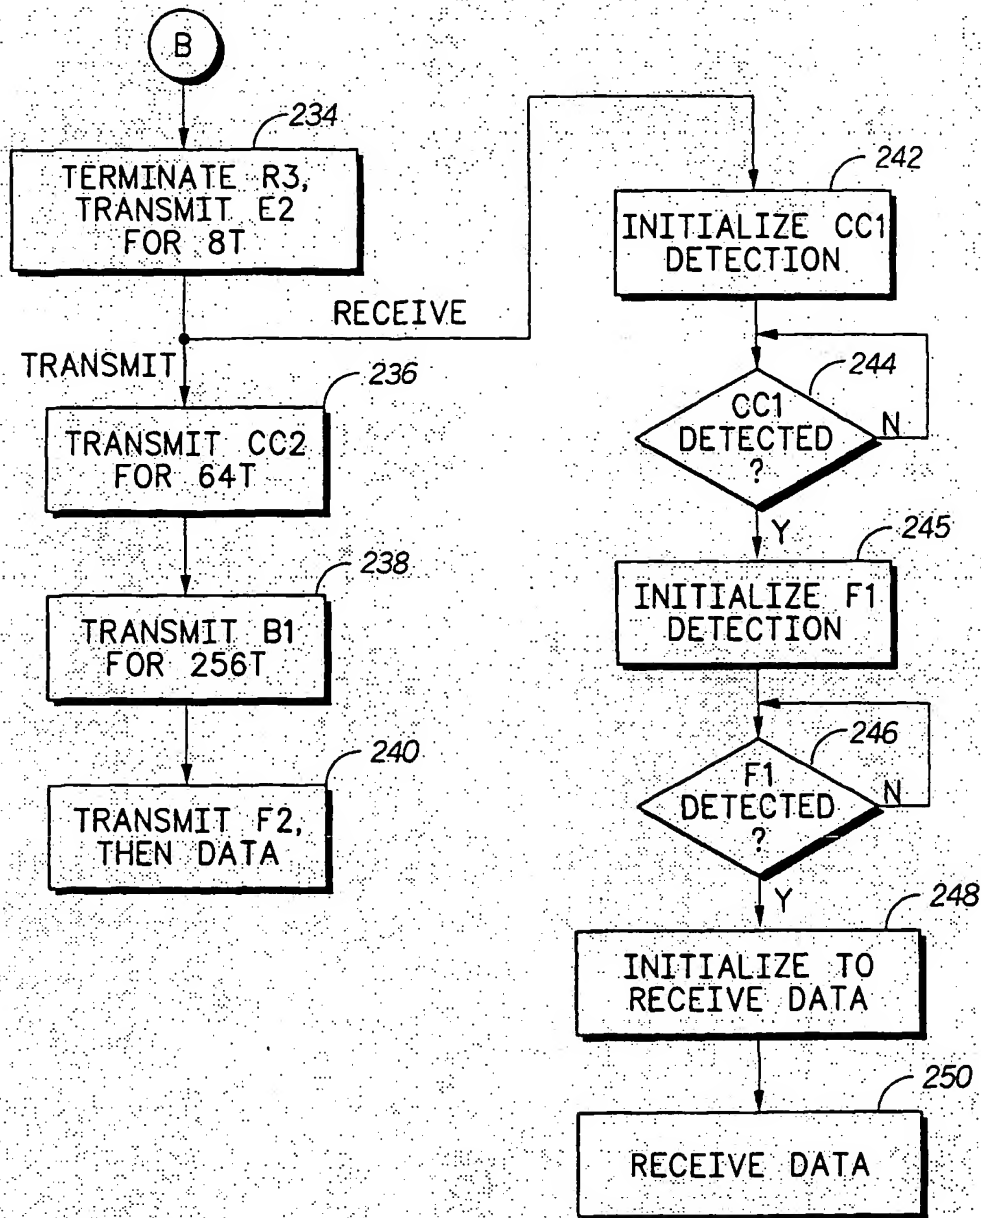 B
234
TERMINATE R3,
TRANSMIT E2
FOR 8T
RECEIVE
TRANSMIT
236
TRANSMIT CC2
FOR 64T
238
TRANSMIT B1
FOR 256T
240
TRANSMIT F2,
THEN DATA
242
INITIALIZE CC1
DETECTION
244
CC1
DETECTED
?
N
Y
245
INITIALIZE F1
DETECTION
246
F1
DETECTED
?
N
Y
248
INITIALIZE TO
RECEIVE DATA
250
RECEIVE DATA